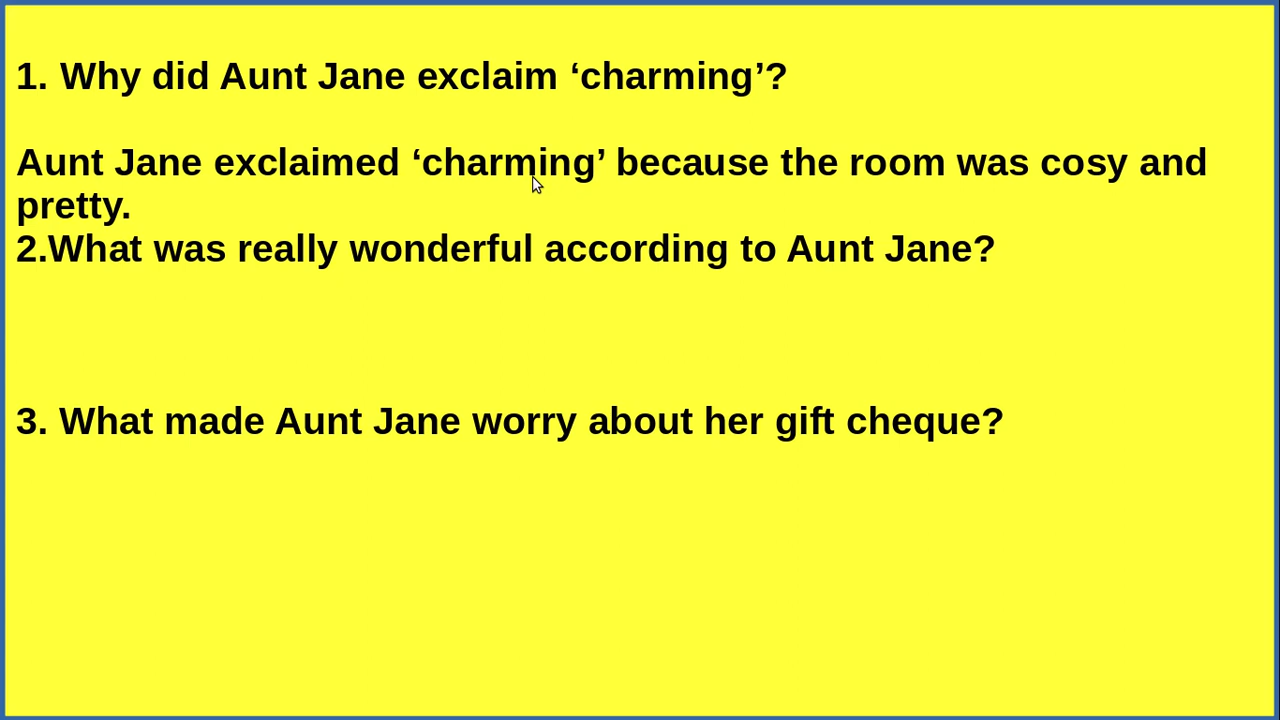 1. Why did Aunt Jane exclaim ‘charming’?
Aunt Jane exclaimed ‘charming’ because the room was cosy and
pretty.
2.What was really wonderful according to Aunt Jane?
3. What made Aunt Jane worry about her gift cheque?